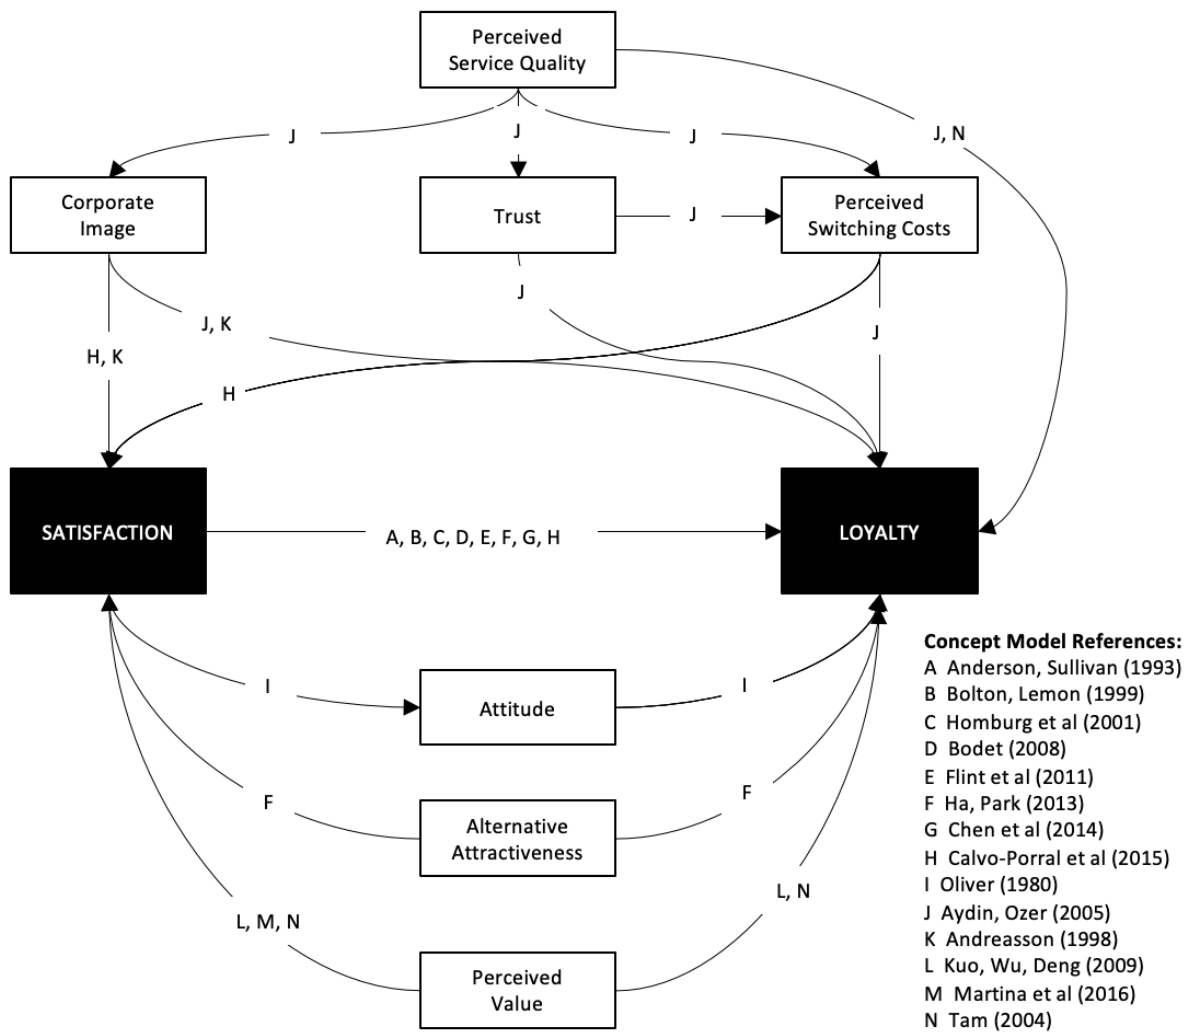 Perceived
Service Quality
J
J
J
J, N
Corporate
Image
Trust
J
Perceived
Switching Costs
J
J, K
J
H, K
H
SATISFACTION
A, B, C, D, E, F, G, H
LOYALTY
I
Attitude
I
F
Alternative
Attractiveness
F
L, M, N
Perceived
Value
L, N
Concept Model References:
A Anderson, Sullivan (1993)
B Bolton, Lemon (1999)
C Homburg et al (2001)
D Bodet (2008)
E Flint et al (2011)
F Ha, Park (2013)
G Chen et al (2014)
H Calvo-Porral et al (2015)
I Oliver (1980)
J Aydin, Ozer (2005)
K Andreasson (1998)
L Kuo, Wu, Deng (2009)
M Martina et al (2016)
N Tam (2004)